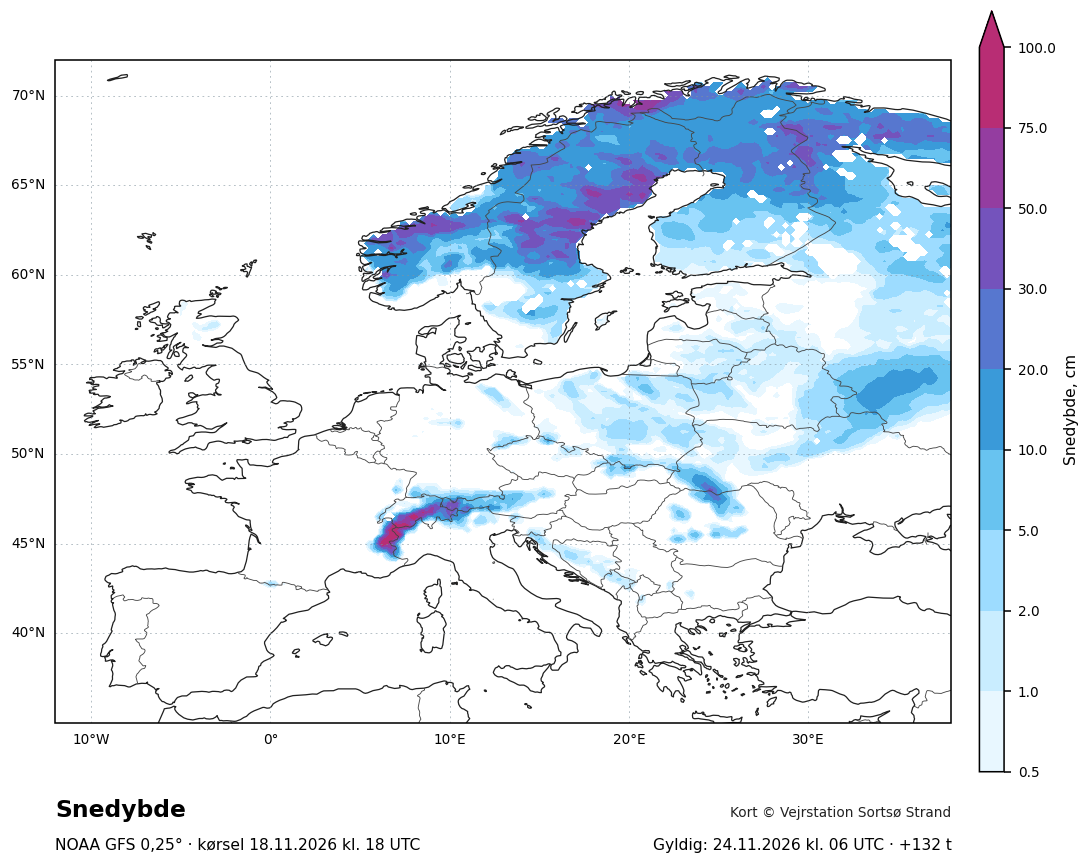 100.0
75.0
50.0
30.0
20.0
10.0
5.0
2.0
1.0
0.5
Snedybde, cm
70°N
65°N
60°N
55°N
50°N
45°N
40°N
10°W 0° 10°E 20°E 30°E
Snedybde
Kort © Vejrstation Sortsø Strand
NOAA GFS 0,25° · kørsel 18.11.2026 kl. 18 UTC
Gyldig: 24.11.2026 kl. 06 UTC · +132 t